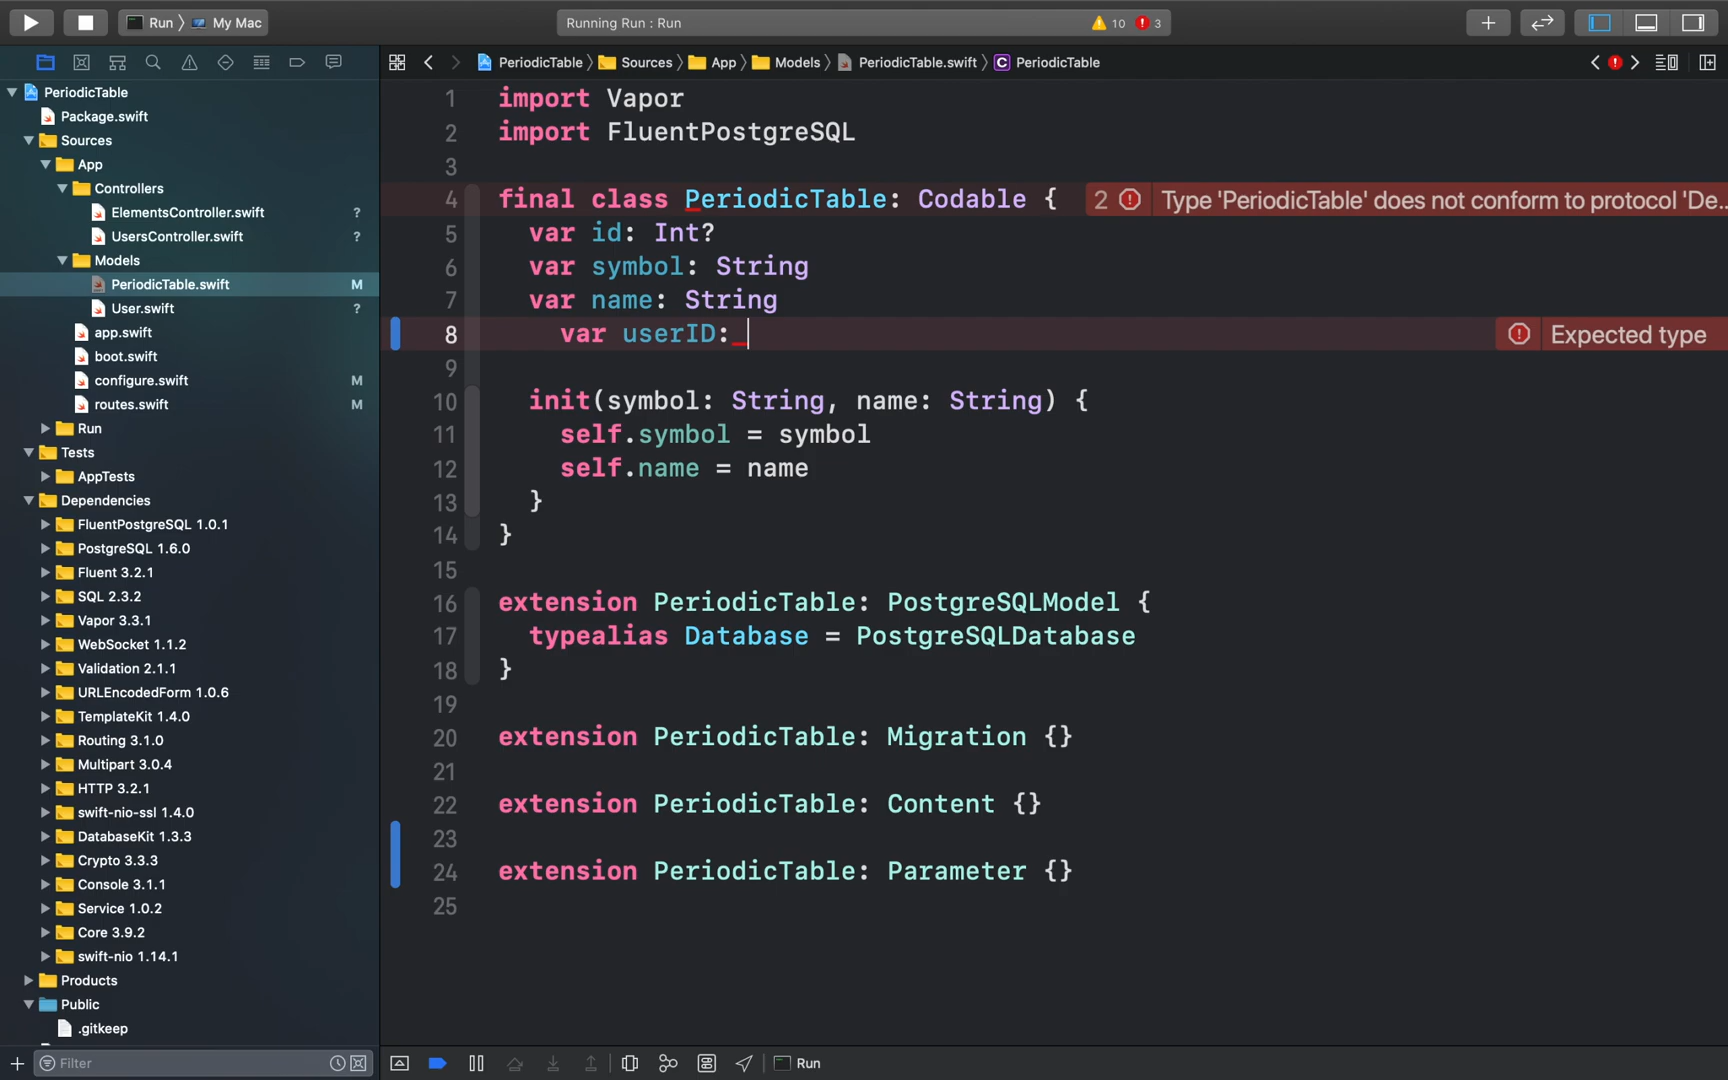 Run 〉 My Mac
Running Run : Run
10
3
PeriodicTable 〉 Sources 〉 App 〉 Models 〉 PeriodicTable.swift 〉 C PeriodicTable
PeriodicTable
Package.swift
Sources
App
Controllers
ElementsController.swift ?
UsersController.swift ?
Models
PeriodicTable.swift M
User.swift ?
app.swift
boot.swift
configure.swift M
routes.swift M
Run
Tests
AppTests
Dependencies
FluentPostgreSQL 1.0.1
PostgreSQL 1.6.0
Fluent 3.2.1
SQL 2.3.2
Vapor 3.3.1
WebSocket 1.1.2
Validation 2.1.1
URLEncodedForm 1.0.6
TemplateKit 1.4.0
Routing 3.1.0
Multipart 3.0.4
HTTP 3.2.1
swift-nio-ssl 1.4.0
DatabaseKit 1.3.3
Crypto 3.3.3
Console 3.1.1
Service 1.0.2
Core 3.9.2
swift-nio 1.14.1
Products
Public
.gitkeep
Filter
1 import Vapor
2 import FluentPostgreSQL
3
4 final class PeriodicTable: Codable { 2 Type 'PeriodicTable' does not conform to protocol 'De...
5 var id: Int?
6 var symbol: String
7 var name: String
8 var userID: Expected type
9
10 init(symbol: String, name: String) {
11 self.symbol = symbol
12 self.name = name
13 }
14 }
15
16 extension PeriodicTable: PostgreSQLModel {
17 typealias Database = PostgreSQLDatabase
18 }
19
20 extension PeriodicTable: Migration {}
21
22 extension PeriodicTable: Content {}
23
24 extension PeriodicTable: Parameter {}
25
Run